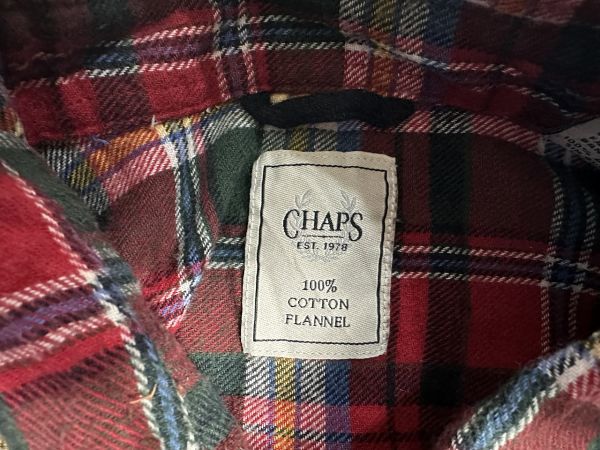 CHAPS
EST. 1978
100%
COTTON
FLANNEL